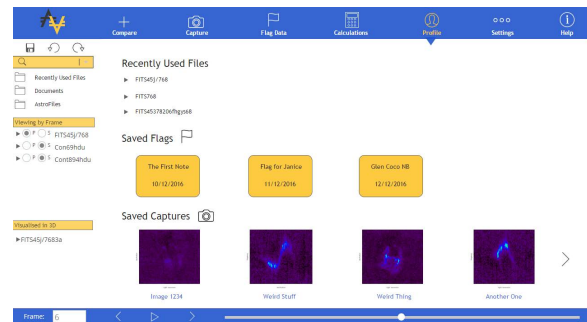 Compare
Capture
Flag Data
Calculations
Profile
Settings
Help
Recently Used Files
Documents
AstroFiles
Viewing by Frame
P S FITS45J/768
P S Con69hdu
P S Cont894hdu
Visualised in 3D
FITS45J/7683a
Recently Used Files
FITS45J/768
FITS768
FITS45378206fhgys68
Saved Flags
The First Note
10/12/2016
Flag for Janice
11/12/2016
Glen Coco NB
12/12/2016
Saved Captures
Image 1234
Weird Stuff
Weird Thing
Another One
Frame: 6